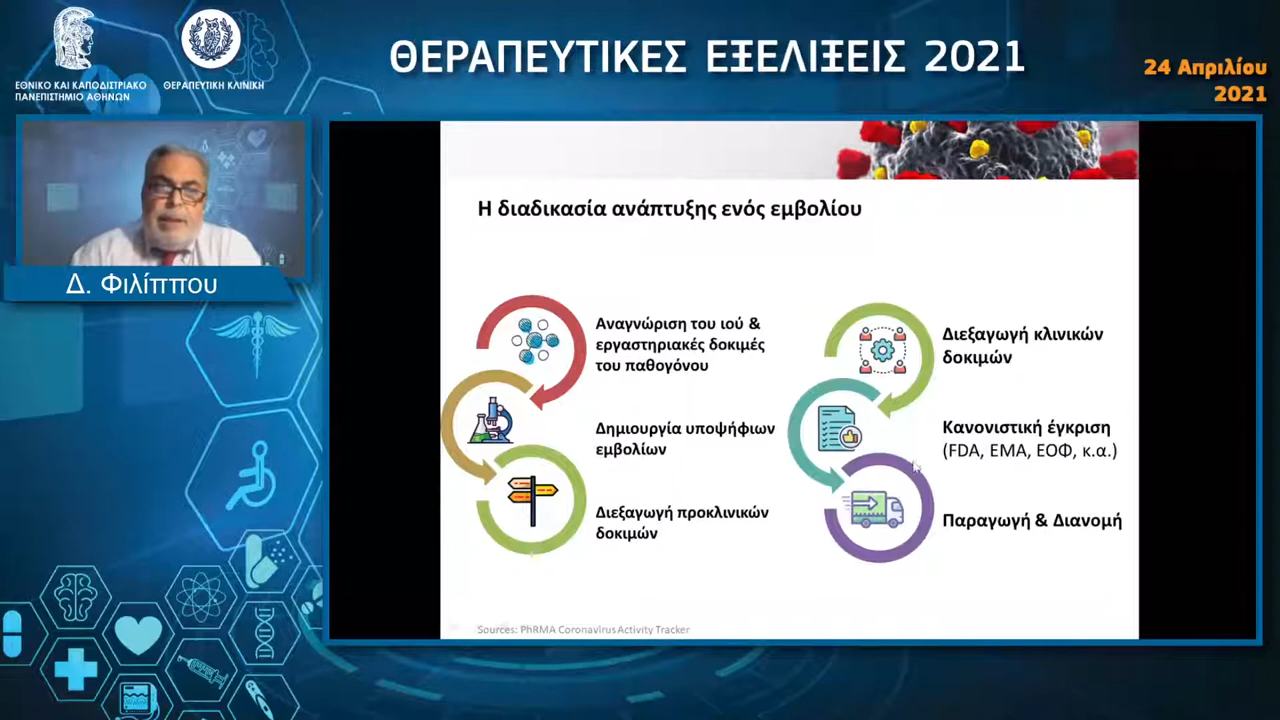 ΕΘΝΙΚΟ ΚΑΙ ΚΑΠΟΔΙΣΤΡΙΑΚΟ
ΠΑΝΕΠΙΣΤΗΜΙΟ ΑΘΗΝΩΝ
ΘΕΡΑΠΕΥΤΙΚΗ ΚΛΙΝΙΚΗ
ΘΕΡΑΠΕΥΤΙΚΕΣ ΕΞΕΛΙΞΕΙΣ 2021
24 Απριλίου
2021
Δ. Φιλίππου
Η διαδικασία ανάπτυξης ενός εμβολίου
Αναγνώριση του ιού &
εργαστηριακές δοκιμές
του παθογόνου
Δημιουργία υποψήφιων
εμβολίων
Διεξαγωγή προκλινικών
δοκιμών
Διεξαγωγή κλινικών
δοκιμών
Κανονιστική έγκριση
(FDA, EMA, ΕΟΦ, κ.α.)
Παραγωγή & Διανομή
Sources: PhRMA Coronavirus Activity Tracker